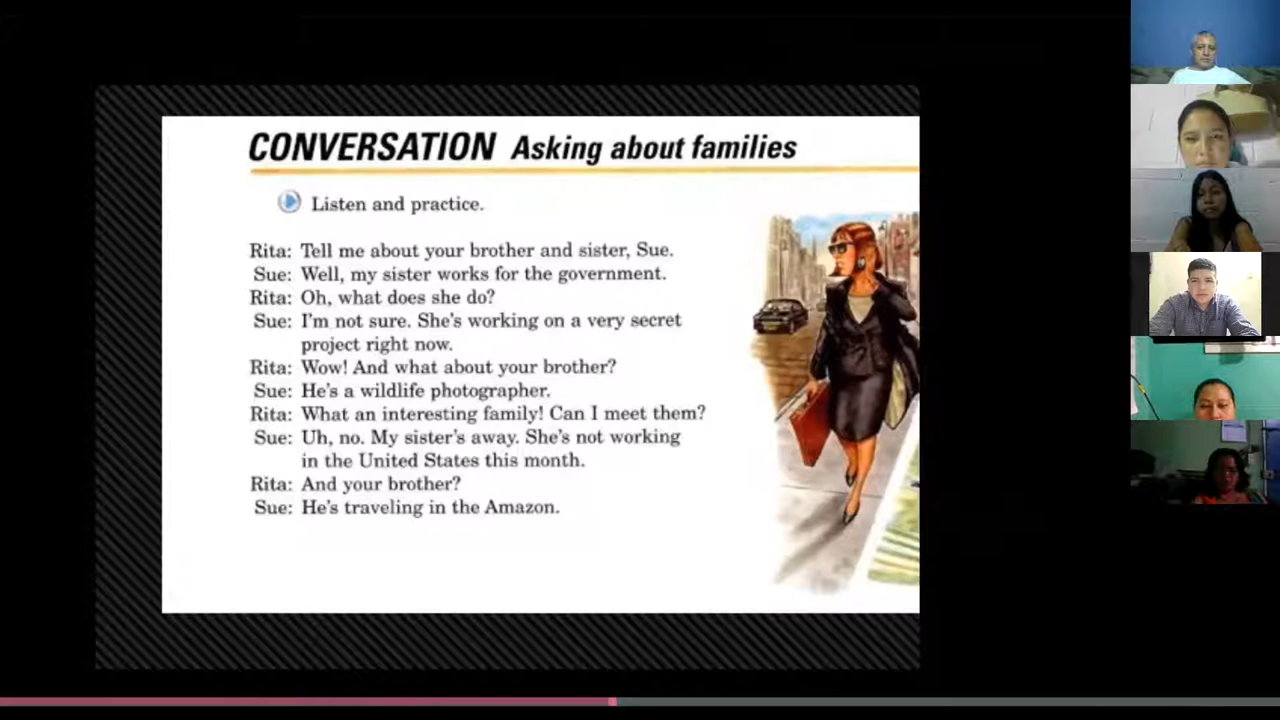 CONVERSATION Asking about families
Listen and practice.
Rita: Tell me about your brother and sister, Sue.
Sue: Well, my sister works for the government.
Rita: Oh, what does she do?
Sue: I'm not sure. She's working on a very secret
project right now.
Rita: Wow! And what about your brother?
Sue: He's a wildlife photographer.
Rita: What an interesting family! Can I meet them?
Sue: Uh, no. My sister's away. She's not working
in the United States this month.
Rita: And your brother?
Sue: He's traveling in the Amazon.